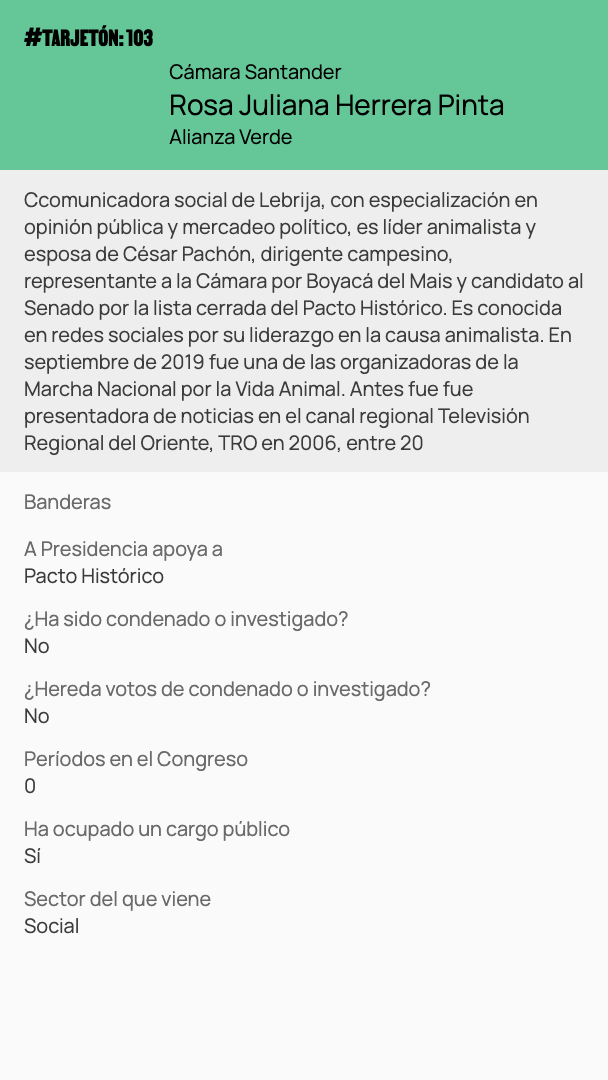 #TARJETÓN: 103
Cámara Santander
Rosa Juliana Herrera Pinta
Alianza Verde
Ccomunicadora social de Lebrija, con especialización en
opinión pública y mercadeo político, es líder animalista y
esposa de César Pachón, dirigente campesino,
representante a la Cámara por Boyacá del Mais y candidato al
Senado por la lista cerrada del Pacto Histórico. Es conocida
en redes sociales por su liderazgo en la causa animalista. En
septiembre de 2019 fue una de las organizadoras de la
Marcha Nacional por la Vida Animal. Antes fue fue
presentadora de noticias en el canal regional Televisión
Regional del Oriente, TRO en 2006, entre 20
Banderas
A Presidencia apoya a
Pacto Histórico
¿Ha sido condenado o investigado?
No
¿Hereda votos de condenado o investigado?
No
Períodos en el Congreso
0
Ha ocupado un cargo público
Sí
Sector del que viene
Social